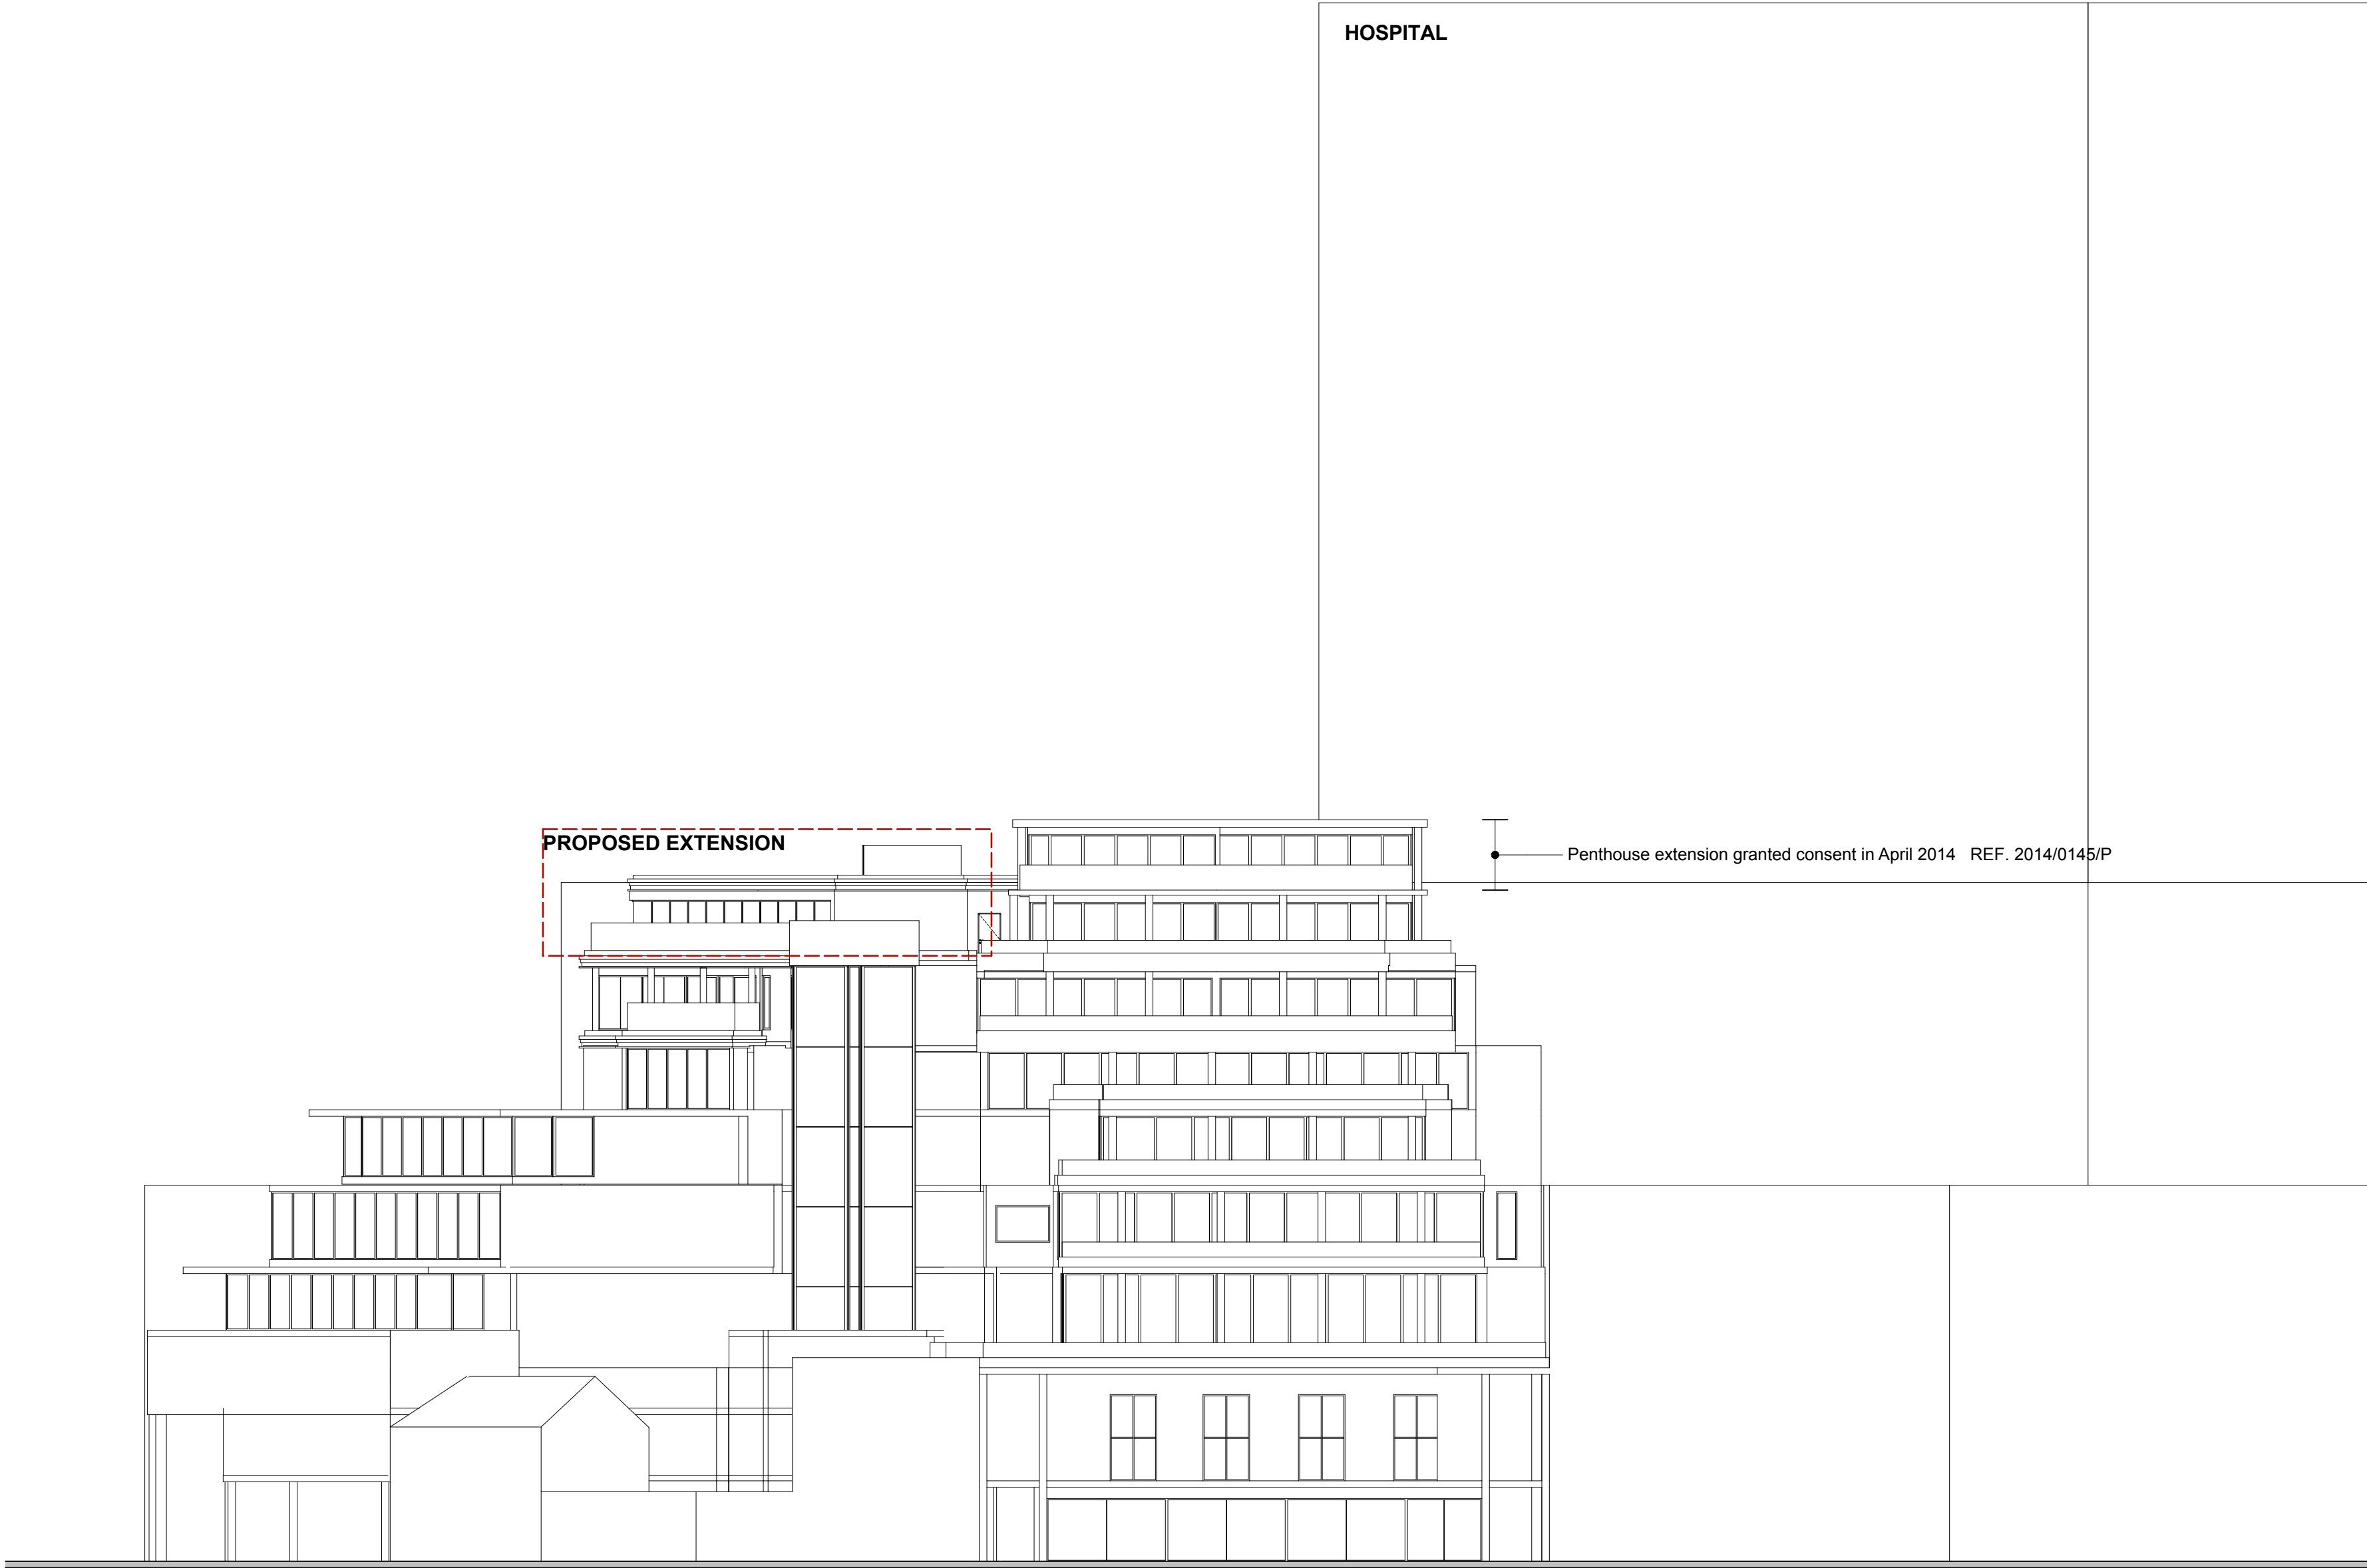 HOSPITAL
PROPOSED EXTENSION
Penthouse extension granted consent in April 2014   REF. 2014/0145/P